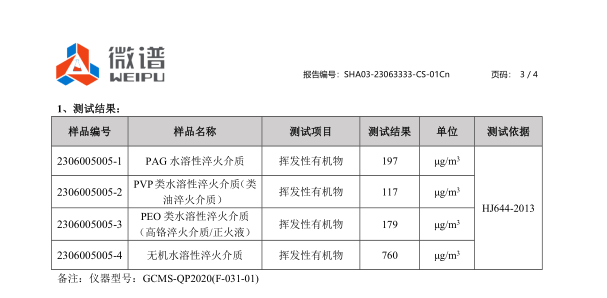 微谱
WEIPU
报告编号：SHA03-23063333-CS-01Cn 页码： 3 / 4
1、测试结果：
样品编号 样品名称 测试项目 测试结果 单位 测试依据
2306005005-1 PAG 水溶性淬火介质 挥发性有机物 197 μg/m³
2306005005-2 PVP 类水溶性淬火介质（类油淬火介质） 挥发性有机物 117 μg/m³
HJ644-2013
2306005005-3 PEO 类水溶性淬火介质（高铬淬火介质/正火液） 挥发性有机物 179 μg/m³
2306005005-4 无机水溶性淬火介质 挥发性有机物 760 μg/m³
备注：仪器型号：GCMS-QP2020(F-031-01)